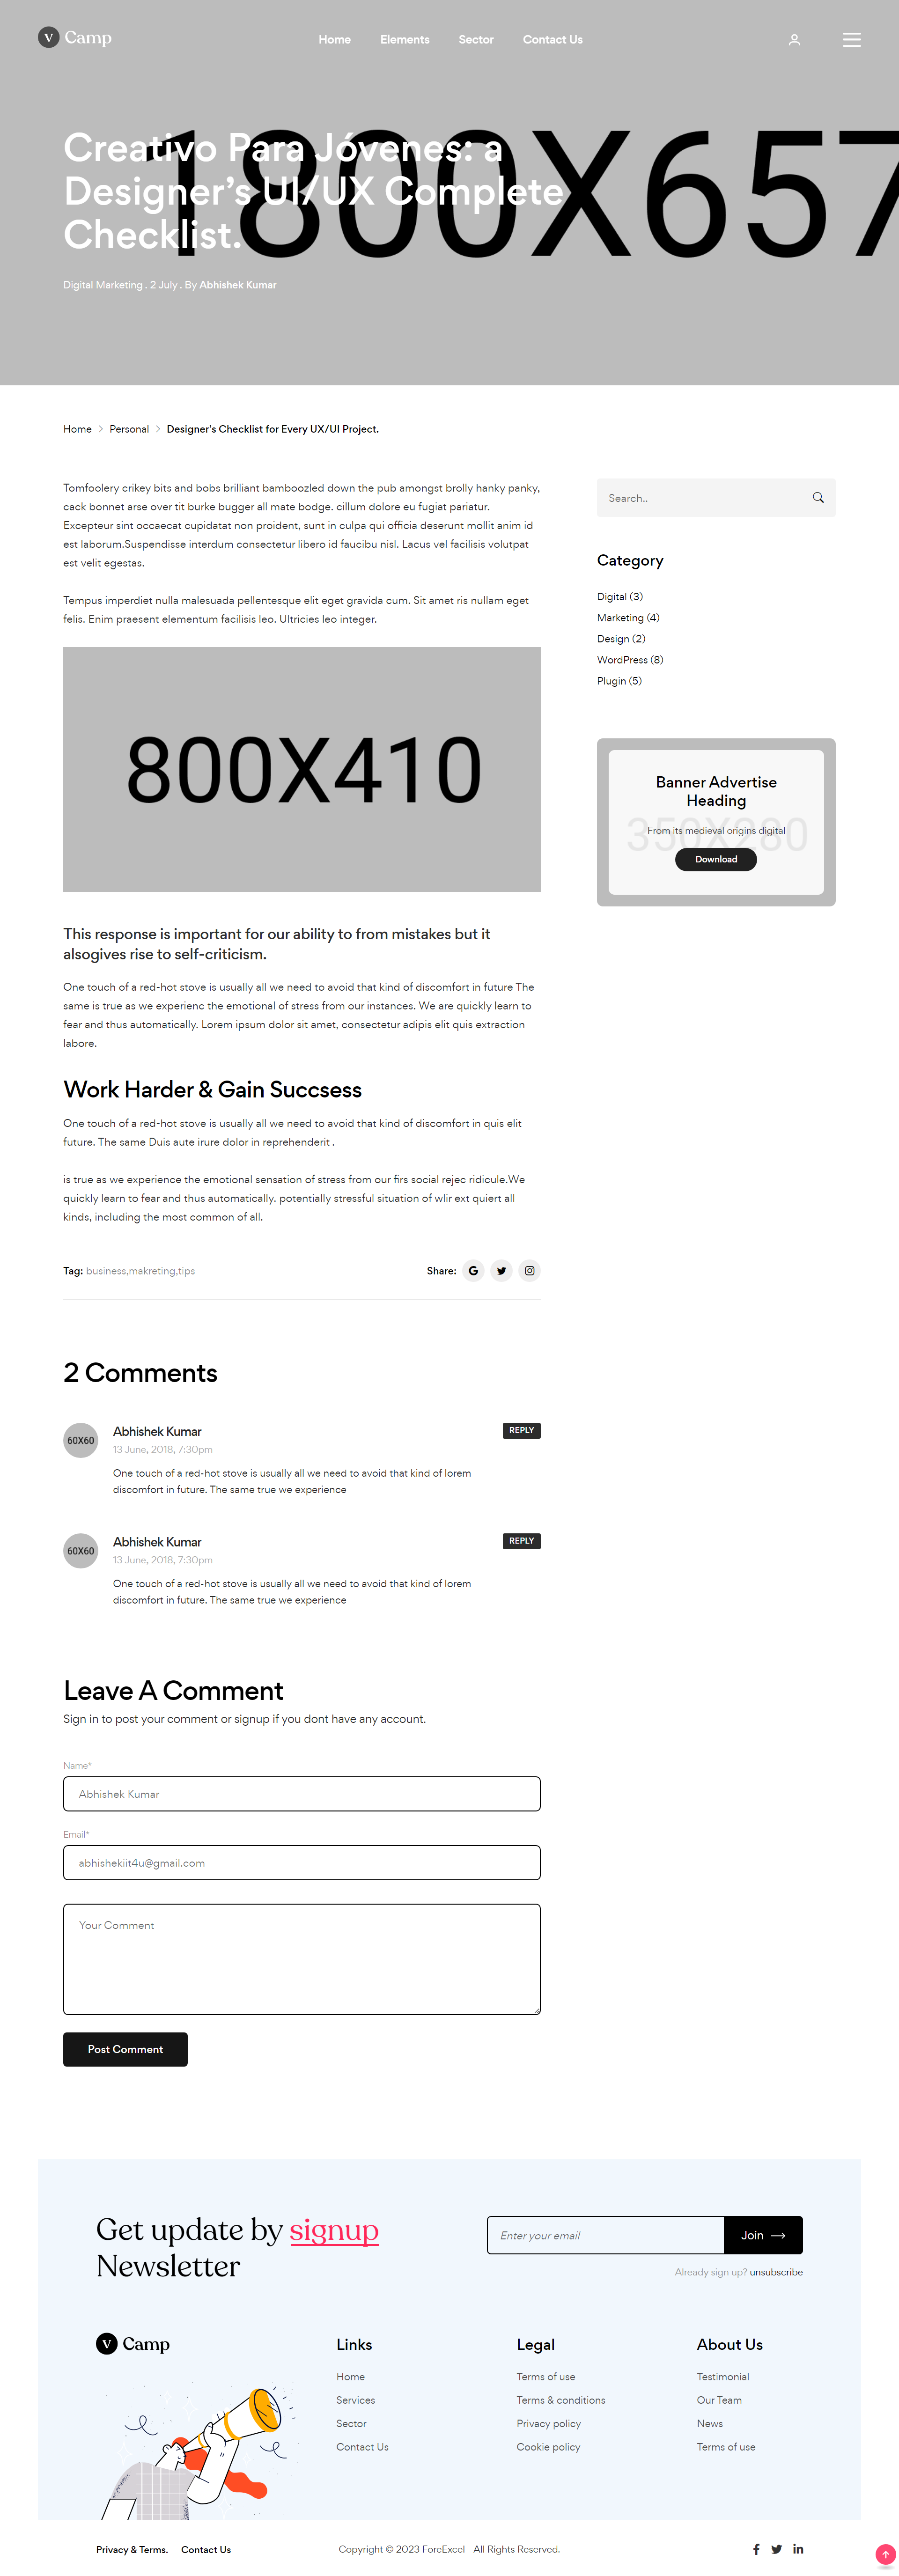 V Camp
Home Elements Sector Contact Us
1800X657
Creativo Para Jóvenes: a
Designer's UI/UX Complete
Checklist.
Digital Marketing . 2 July . By Abhishek Kumar
Home > Personal > Designer's Checklist for Every UX/UI Project.
Tomfoolery crikey bits and bobs brilliant bamboozled down the pub amongst brolly hanky panky,
cack bonnet arse over tit burke bugger all mate bodge. cillum dolore eu fugiat pariatur.
Excepteur sint occaecat cupidatat non proident, sunt in culpa qui officia deserunt mollit anim id
est laborum.Suspendisse interdum consectetur libero id faucibu nisl. Lacus vel facilisis volutpat
est velit egestas.
Tempus imperdiet nulla malesuada pellentesque elit eget gravida cum. Sit amet ris nullam eget
felis. Enim praesent elementum facilisis leo. Ultricies leo integer.
800X410
This response is important for our ability to from mistakes but it
alsogives rise to self-criticism.
One touch of a red-hot stove is usually all we need to avoid that kind of discomfort in future The
same is true as we experienc the emotional of stress from our instances. We are quickly learn to
fear and thus automatically. Lorem ipsum dolor sit amet, consectetur adipis elit quis extraction
labore.
Work Harder & Gain Succsess
One touch of a red-hot stove is usually all we need to avoid that kind of discomfort in quis elit
future. The same Duis aute irure dolor in reprehenderit .
is true as we experience the emotional sensation of stress from our firs social rejec ridicule.We
quickly learn to fear and thus automatically. potentially stressful situation of wlir ext quiert all
kinds, including the most common of all.
Tag: business,makreting,tips
Share:
Search..
Category
Digital (3)
Marketing (4)
Design (2)
WordPress (8)
Plugin (5)
350X280
Banner Advertise
Heading
From its medieval origins digital
Download
2 Comments
60X60
Abhishek Kumar
REPLY
13 June, 2018, 7:30pm
One touch of a red-hot stove is usually all we need to avoid that kind of lorem
discomfort in future. The same true we experience
60X60
Abhishek Kumar
REPLY
13 June, 2018, 7:30pm
One touch of a red-hot stove is usually all we need to avoid that kind of lorem
discomfort in future. The same true we experience
Leave A Comment
Sign in to post your comment or signup if you dont have any account.
Name*
Abhishek Kumar
Email*
abhishekiit4u@gmail.com
Your Comment
Post Comment
Get update by signup
Newsletter
Enter your email
Join
Already sign up? unsubscribe
V Camp
Links
Home
Services
Sector
Contact Us
Legal
Terms of use
Terms & conditions
Privacy policy
Cookie policy
About Us
Testimonial
Our Team
News
Terms of use
Privacy & Terms. Contact Us
Copyright © 2023 ForeExcel - All Rights Reserved.